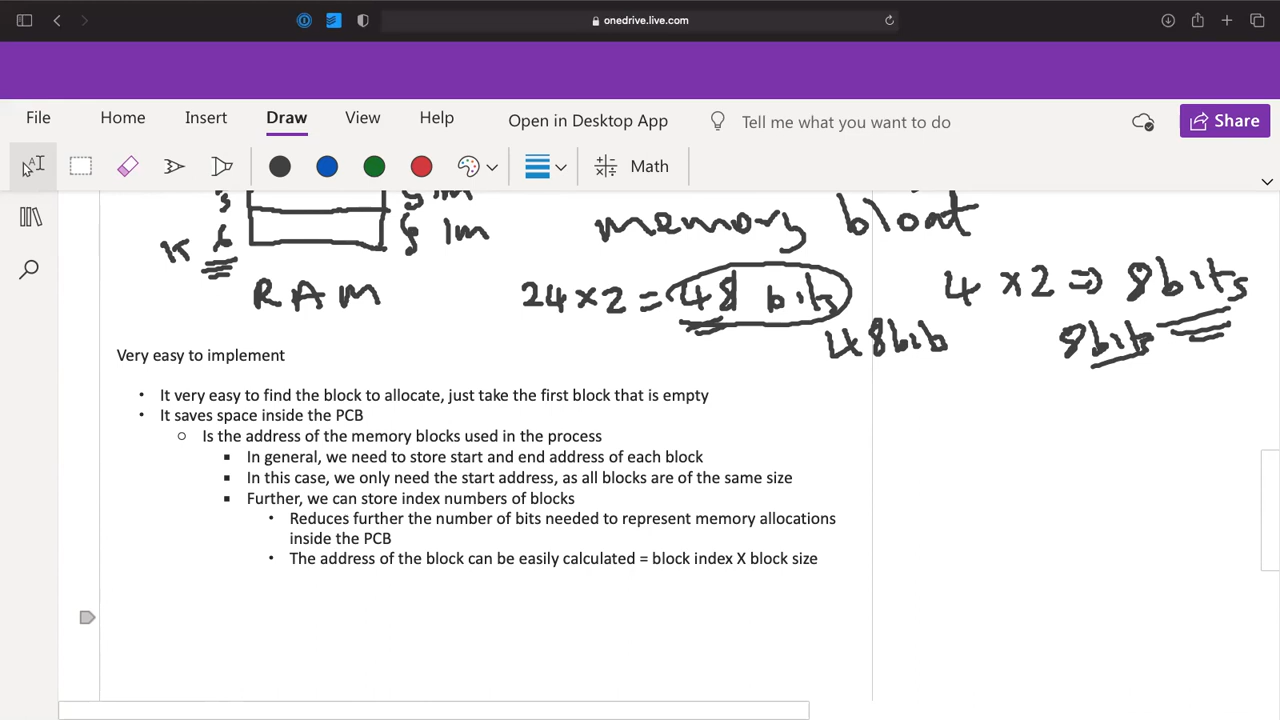 onedrive.live.com
File Home Insert Draw View Help Open in Desktop App Tell me what you want to do Share
Math
1m
15
memory bloat
RAM
24 x 2 = 48 bits
4 x 2 => 8bits
48bib
8bits
Very easy to implement
• It very easy to find the block to allocate, just take the first block that is empty
• It saves space inside the PCB
○ Is the address of the memory blocks used in the process
▪ In general, we need to store start and end address of each block
▪ In this case, we only need the start address, as all blocks are of the same size
▪ Further, we can store index numbers of blocks
• Reduces further the number of bits needed to represent memory allocations
inside the PCB
• The address of the block can be easily calculated = block index X block size